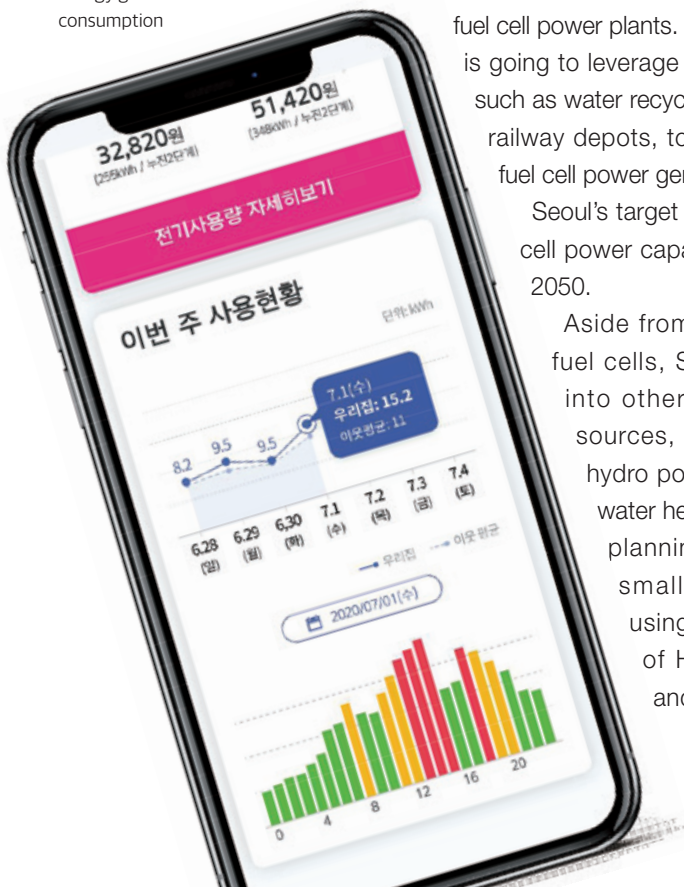 consumption
32,820원
(255kWh / 누진2단계)
51,420원
(348kWh / 누진2단계)
전기사용량 자세히보기
이번 주 사용현황
단위: kWh
7.1(수)
우리집: 15.2
이웃평균: 11
8.2 9.5 9.5
6.28 6.29 6.30 7.1 7.2 7.3 7.4
(일) (월) (화) (수) (목) (금) (토)
우리집 이웃 평균
2020/07/01(수)
0 4 8 12 16 20
fuel cell power plants.
is going to leverage
such as water recyc
railway depots, to
fuel cell power ger
Seoul's target
cell power capa
2050.
Aside from
fuel cells, S
into other
sources,
hydro po
water he
planning
small
using
of H
and